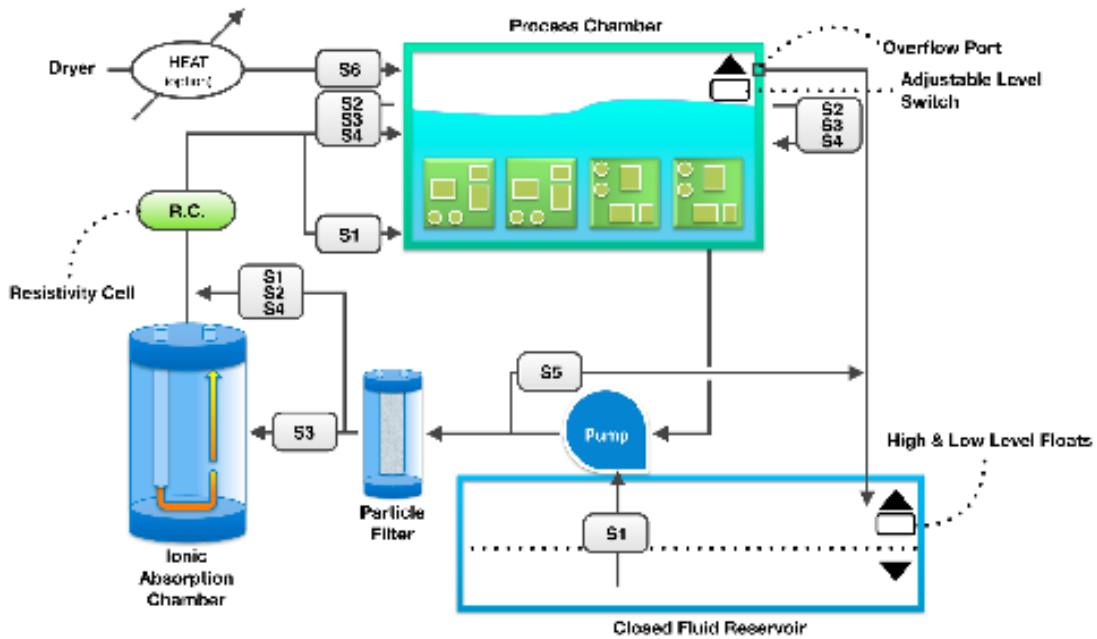 Process Chamber
Overflow Port
Adjustable Level
Switch
Dryer
HEAT
(option)
S6
S2
S3
S4
S2
S3
S4
R.C.
S1
Resistivity Cell
S1
S2
S4
S5
S3
Pump
High & Low Level Floats
Particle
Filter
S1
Ionic
Absorption
Chamber
Closed Fluid Reservoir